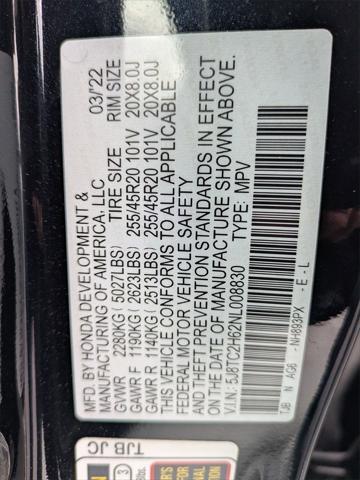 MFD.BY HONDA DEVELOPMENT & 03/'22
MANUFACTURING OF AMERICA, LLC
TIRE SIZE RIM SIZE
GVWR 2280KG (5027LBS)
GAWR F 1190KG (2623LBS) 255/45R20 101V 20X8.0J
GAWR R 1140KG (2513LBS) 255/45R20 101V 20X8.0J
THIS VEHICLE CONFORMS TO ALL APPLICABLE
FEDERAL MOTOR VEHICLE SAFETY
AND THEFT PREVENTION STANDARDS IN EFFECT
ON THE DATE OF MANUFACTURE SHOWN ABOVE.
V.I.N.: 5J8TC2H62NL008830 TYPE: MPV
TJB N AG6 -NH893PX -E-L
TJB JC